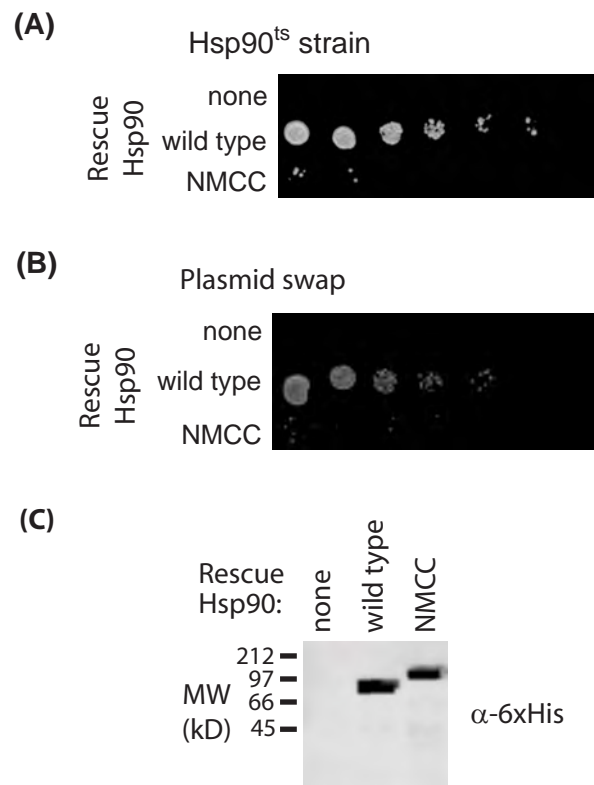 (A)
Hsp90ts strain
Rescue
Hsp90
none
wild type
NMCC
(B)
Plasmid swap
Rescue
Hsp90
none
wild type
NMCC
(C)
Rescue
Hsp90:
none
wild type
NMCC
MW
(kD)
212
97
66
45
α-6xHis